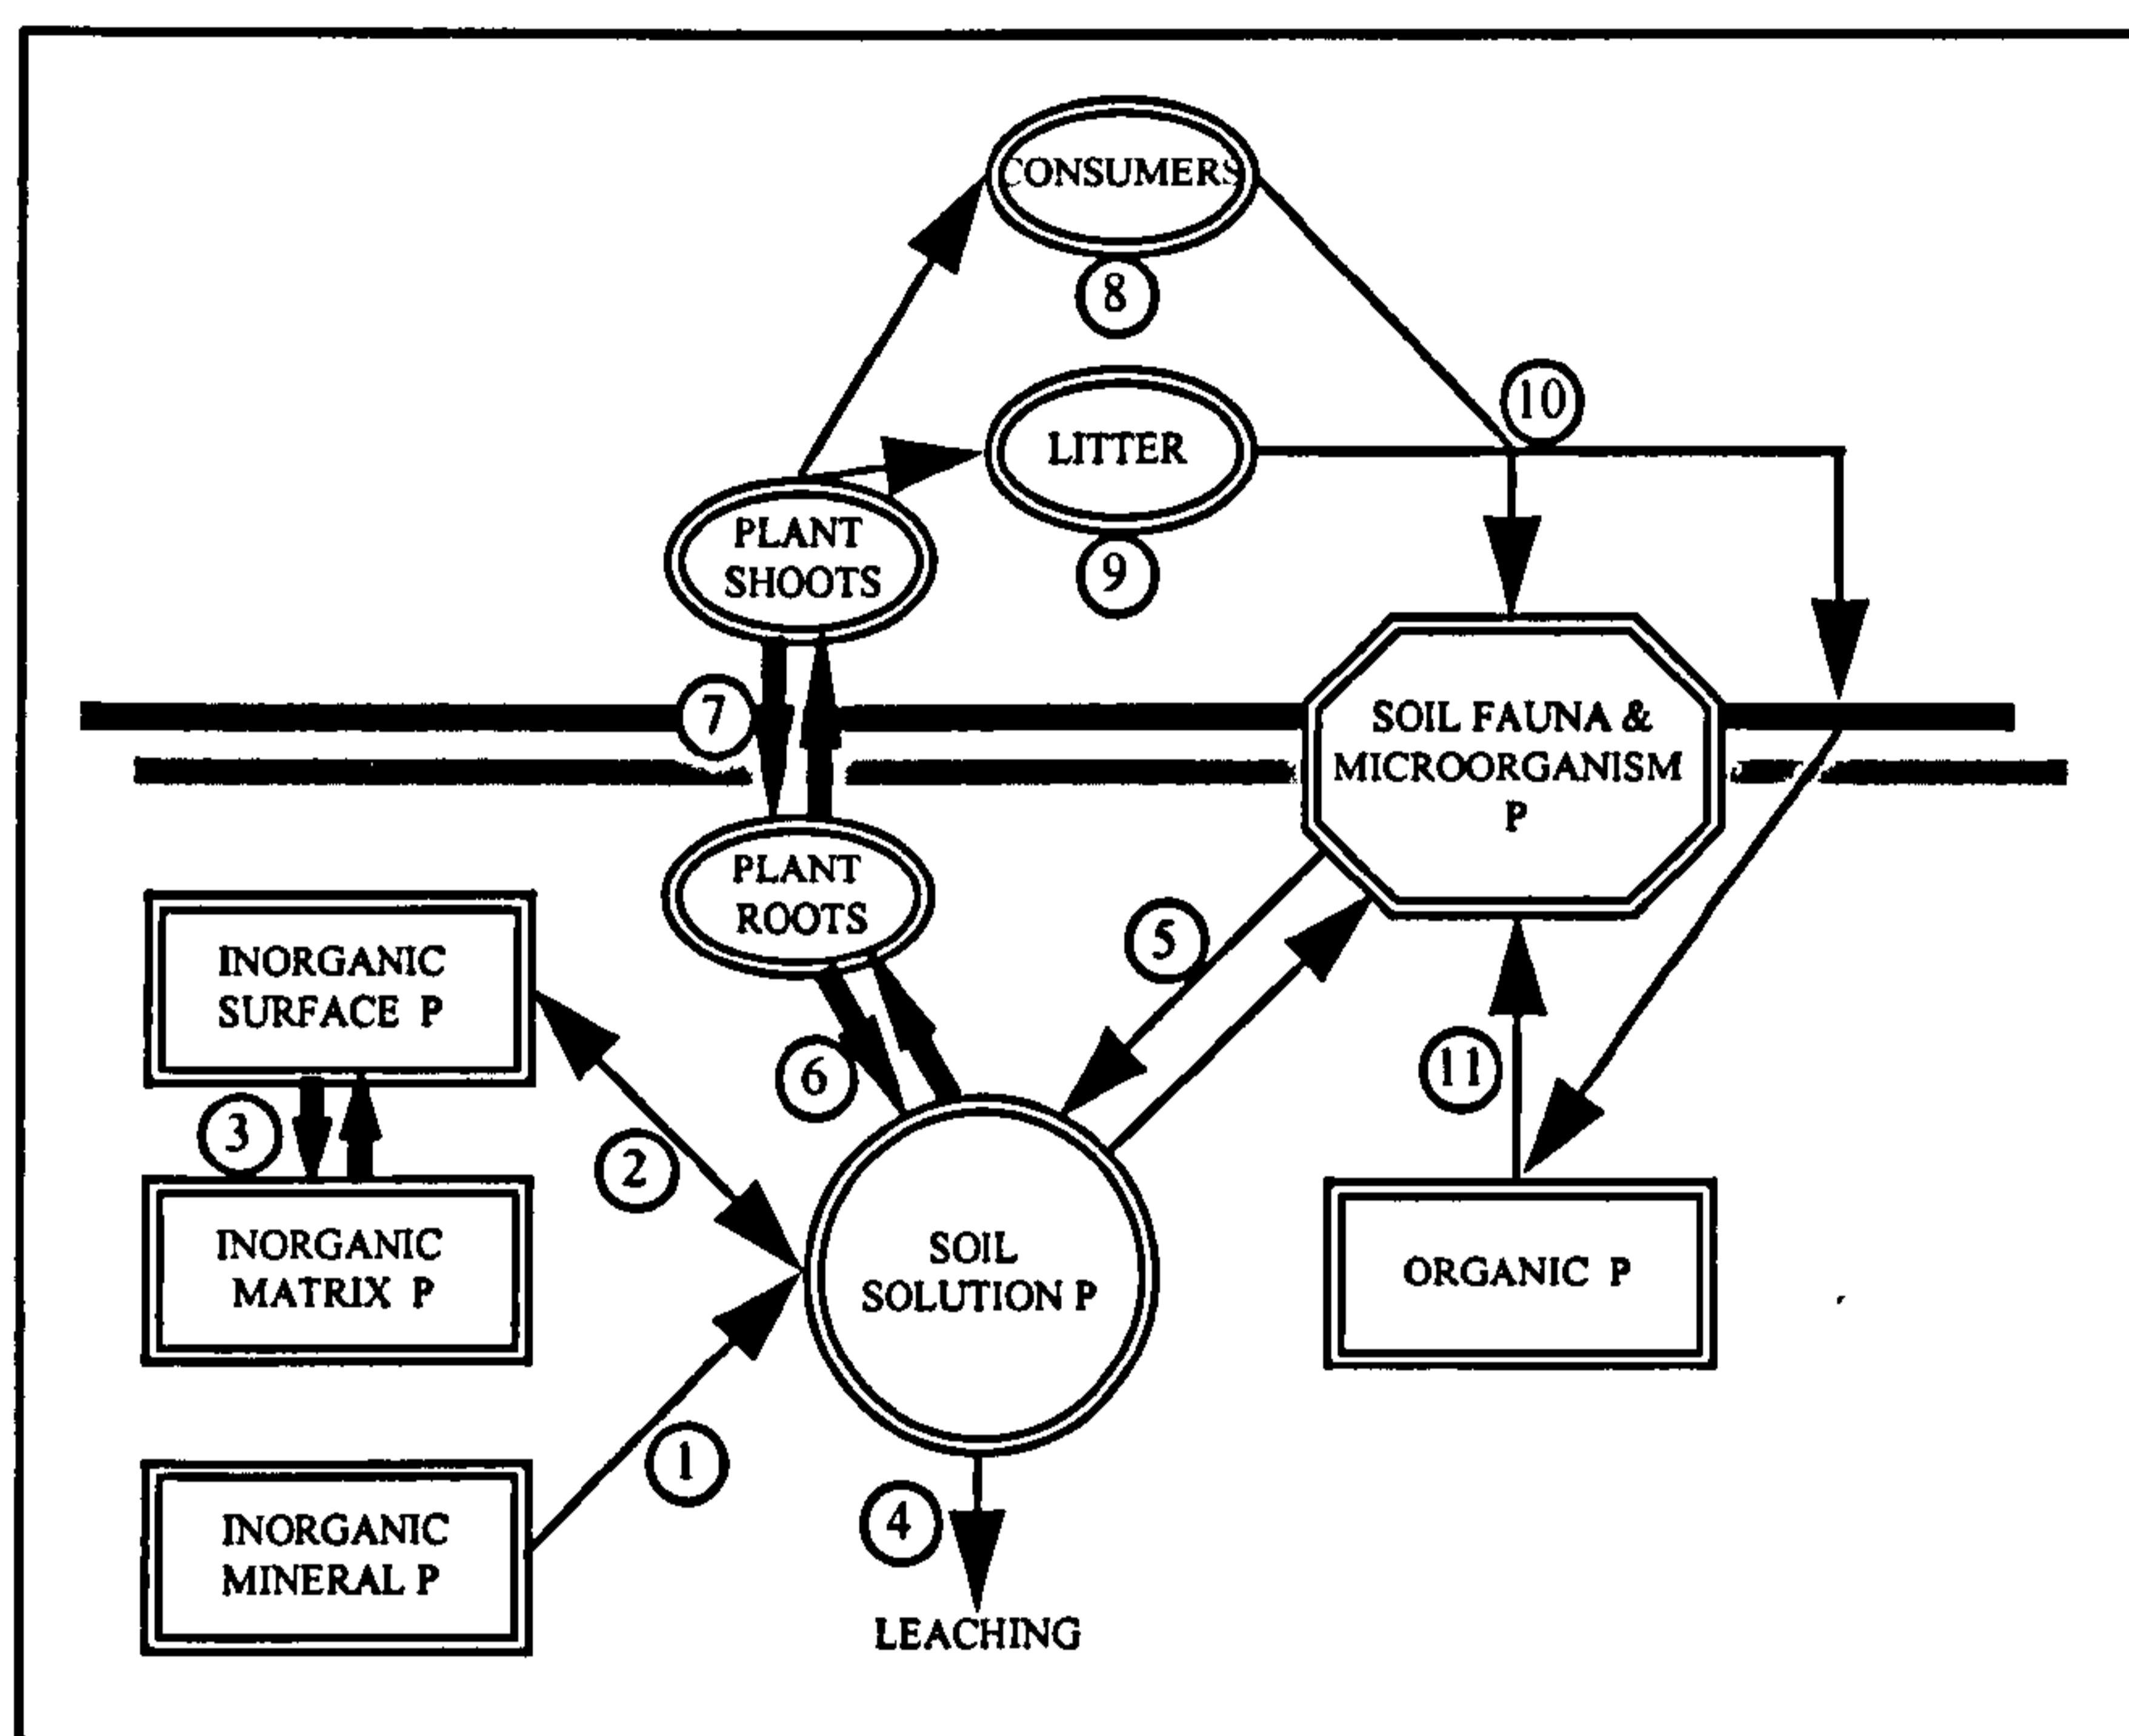 CONSUMERS
8
10
LITTER
PLANT
SHOOTS
9
7
SOIL FAUNA &
MICROORGANISM
P
PLANT
ROOTS
5
INORGANIC
SURFACE P
6
11
3
2
INORGANIC
MATRIX P
SOIL
SOLUTION P
ORGANIC P
1
4
INORGANIC
MINERAL P
LEACHING